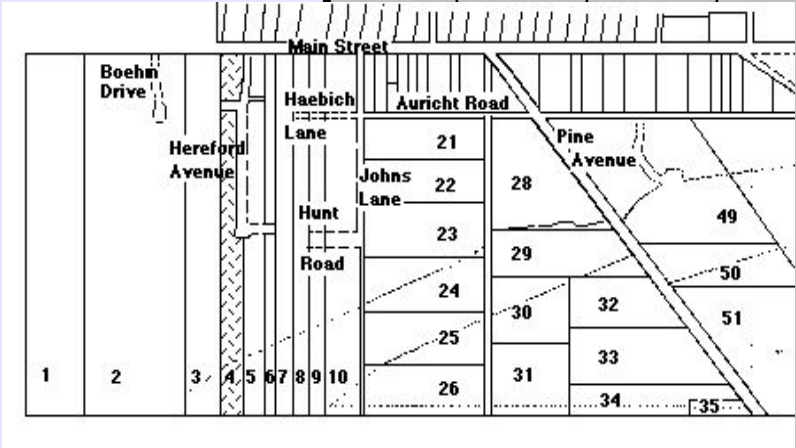 Main Street
Boehm
Drive
Haebich
Lane
Auricht Road
Hereford
Avenue
Pine
Avenue
Johns
Lane
Hunt
Road
21
22
23
24
25
26
28
29
30
31
32
33
34
35
49
50
51
1
2
3
4
5
6
7
8
9
10